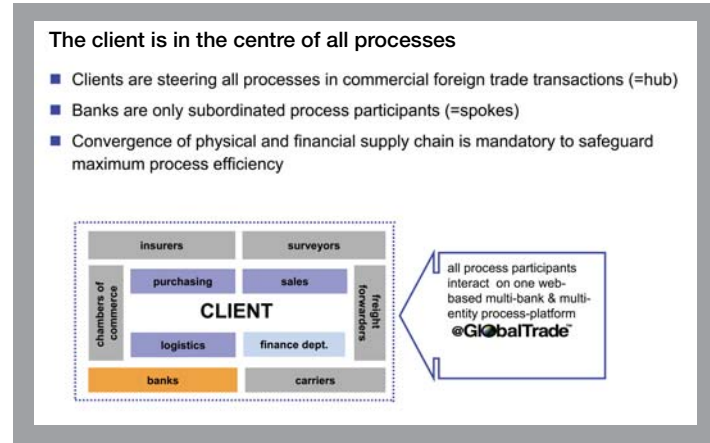 The client is in the centre of all processes
Clients are steering all processes in commercial foreign trade transactions (=hub)
Banks are only subordinated process participants (=spokes)
Convergence of physical and financial supply chain is mandatory to safeguard
maximum process efficiency
insurers
surveyors
chambers of
commerce
purchasing
sales
freight
forwarders
CLIENT
logistics
finance dept.
banks
carriers
all process participants
interact on one web-
based multi-bank & multi-
entity process-platform
@GlobalTrade™